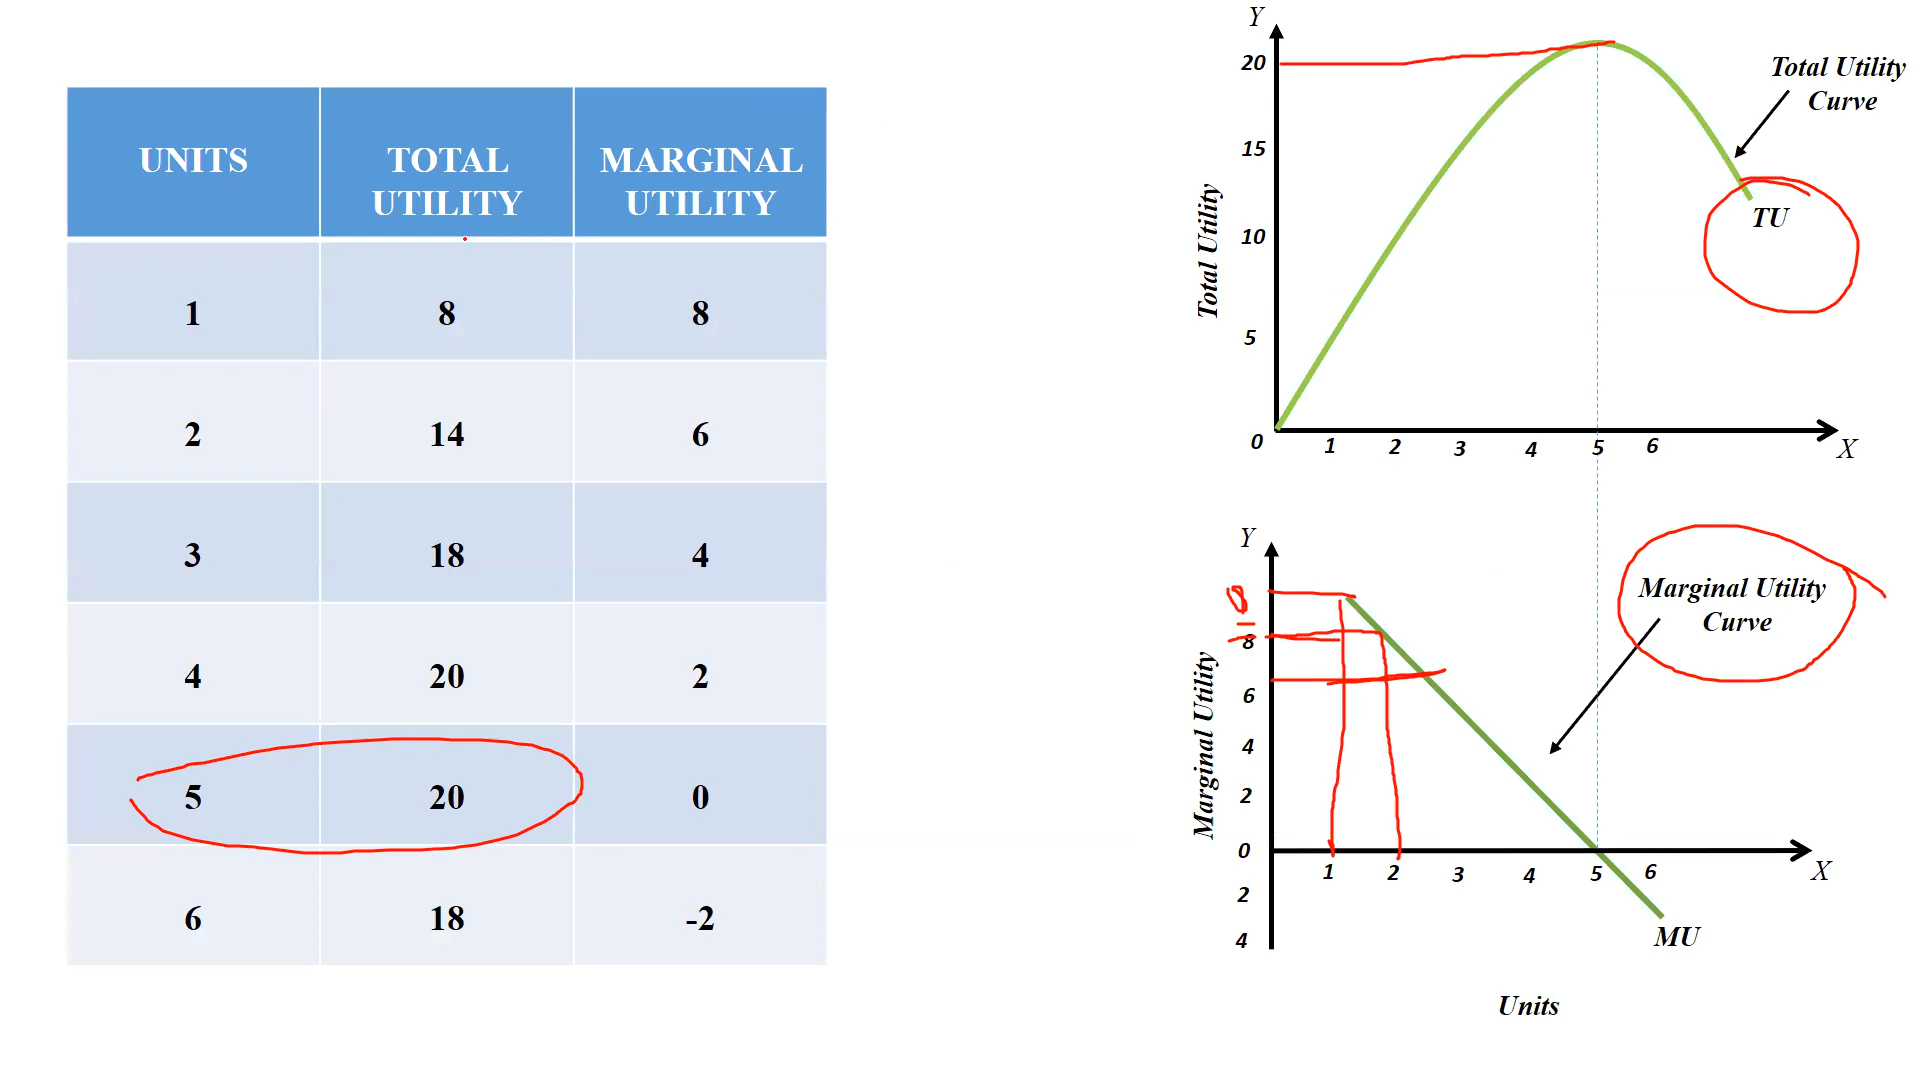 UNITS
TOTAL
UTILITY
MARGINAL
UTILITY
1 8 8
2 14 6
3 18 4
4 20 2
5 20 0
6 18 -2
Y
20
15
10
5
0
1 2 3 4 5 6
X
Total Utility
Total Utility
Curve
TU
Y
8
8
6
4
2
0
2
4
1 2 3 4 5 6
X
Marginal Utility
Marginal Utility
Curve
MU
Units